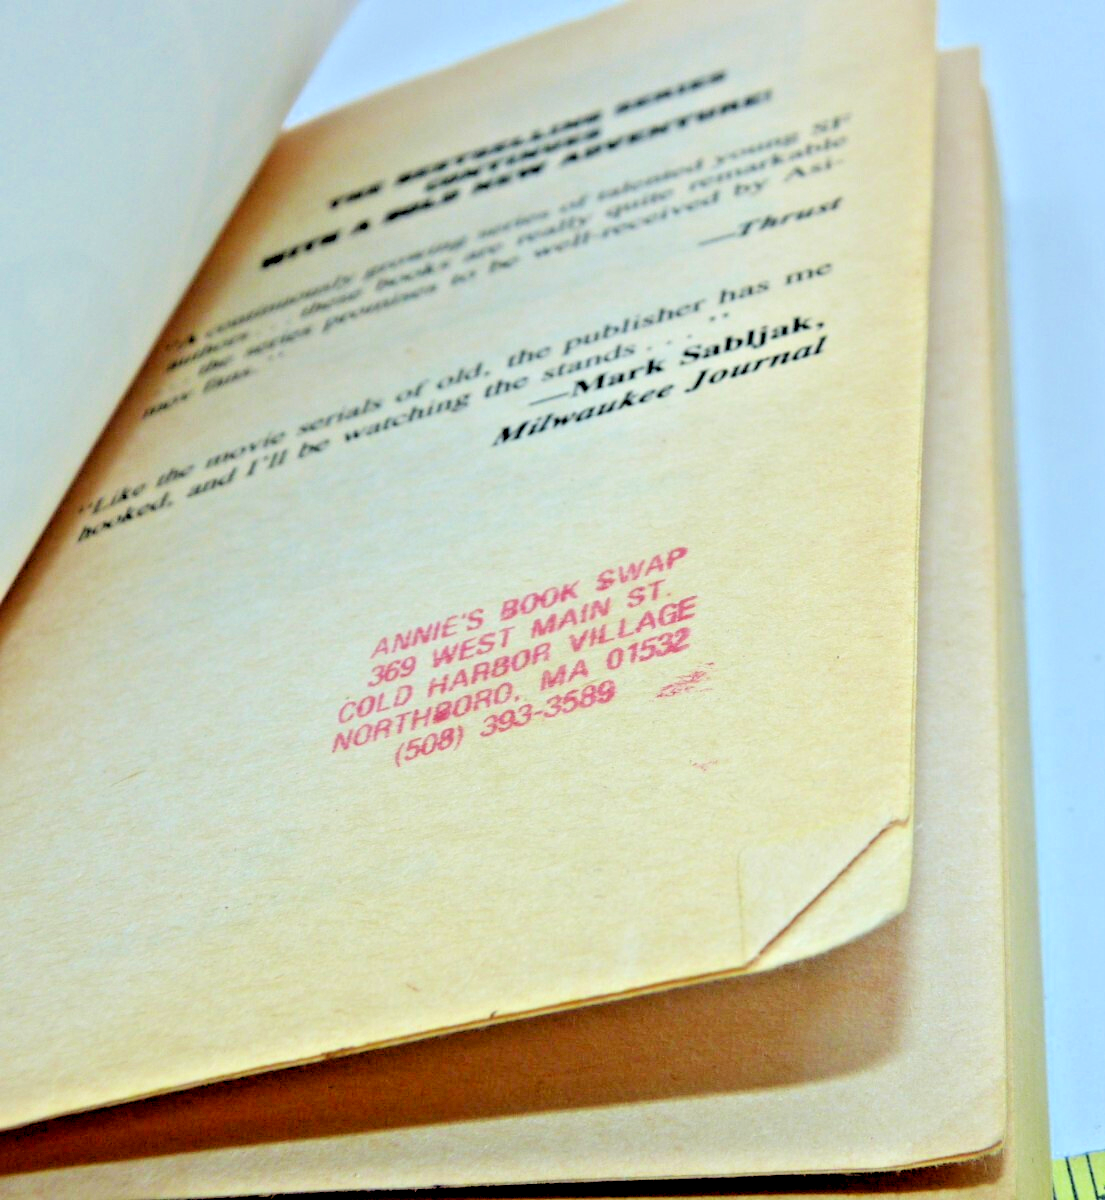 THE BESTSELLING SERIES
CONTINUES
WITH A BOLD NEW ADVENTURE!
"A continuously growing series of talented young SF
authors. . . these books are really quite remarkable
. . . the series promises to be well-received by Asi-
mov fans."
—Thrust
"Like the movie serials of old, the publisher has me
hooked, and I'll be watching the stands. . . ."
—Mark Sabljak,
Milwaukee Journal
ANNIE'S BOOK SWAP
369 WEST MAIN ST.
COLD HARBOR VILLAGE
NORTHBORO, MA 01532
(508) 393-3589